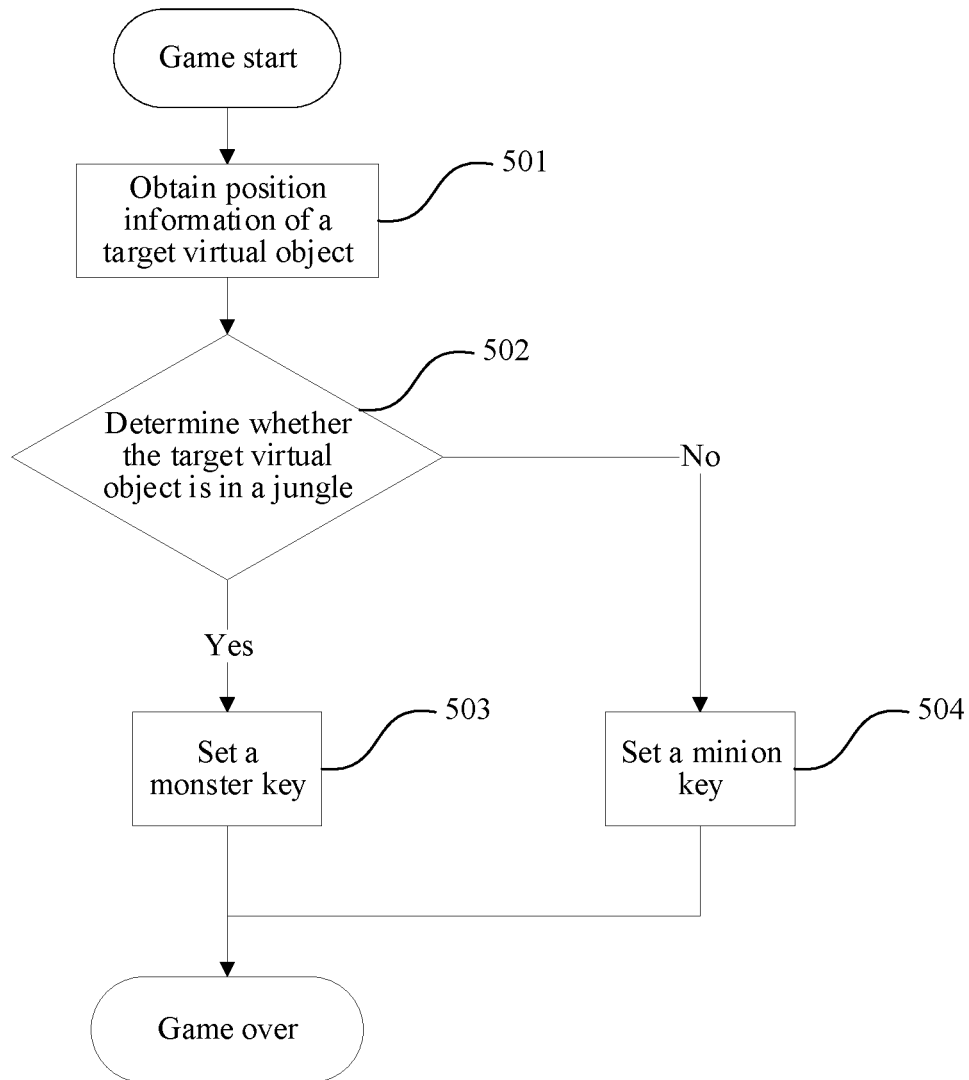 Game start
501
Obtain position
information of a
target virtual object
502
Determine whether
the target virtual
object is in a jungle
No
Yes
503
Set a
monster key
504
Set a minion
key
Game over